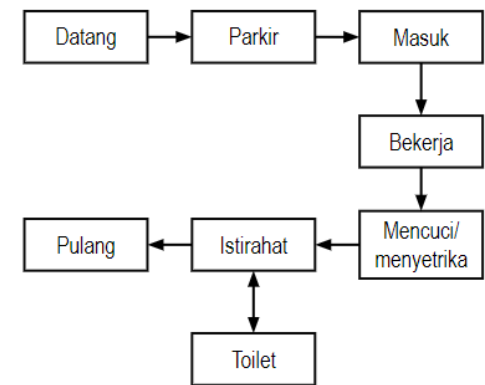 Datang
Parkir
Masuk
Bekerja
Mencuci/
menyetrika
Istirahat
Pulang
Toilet